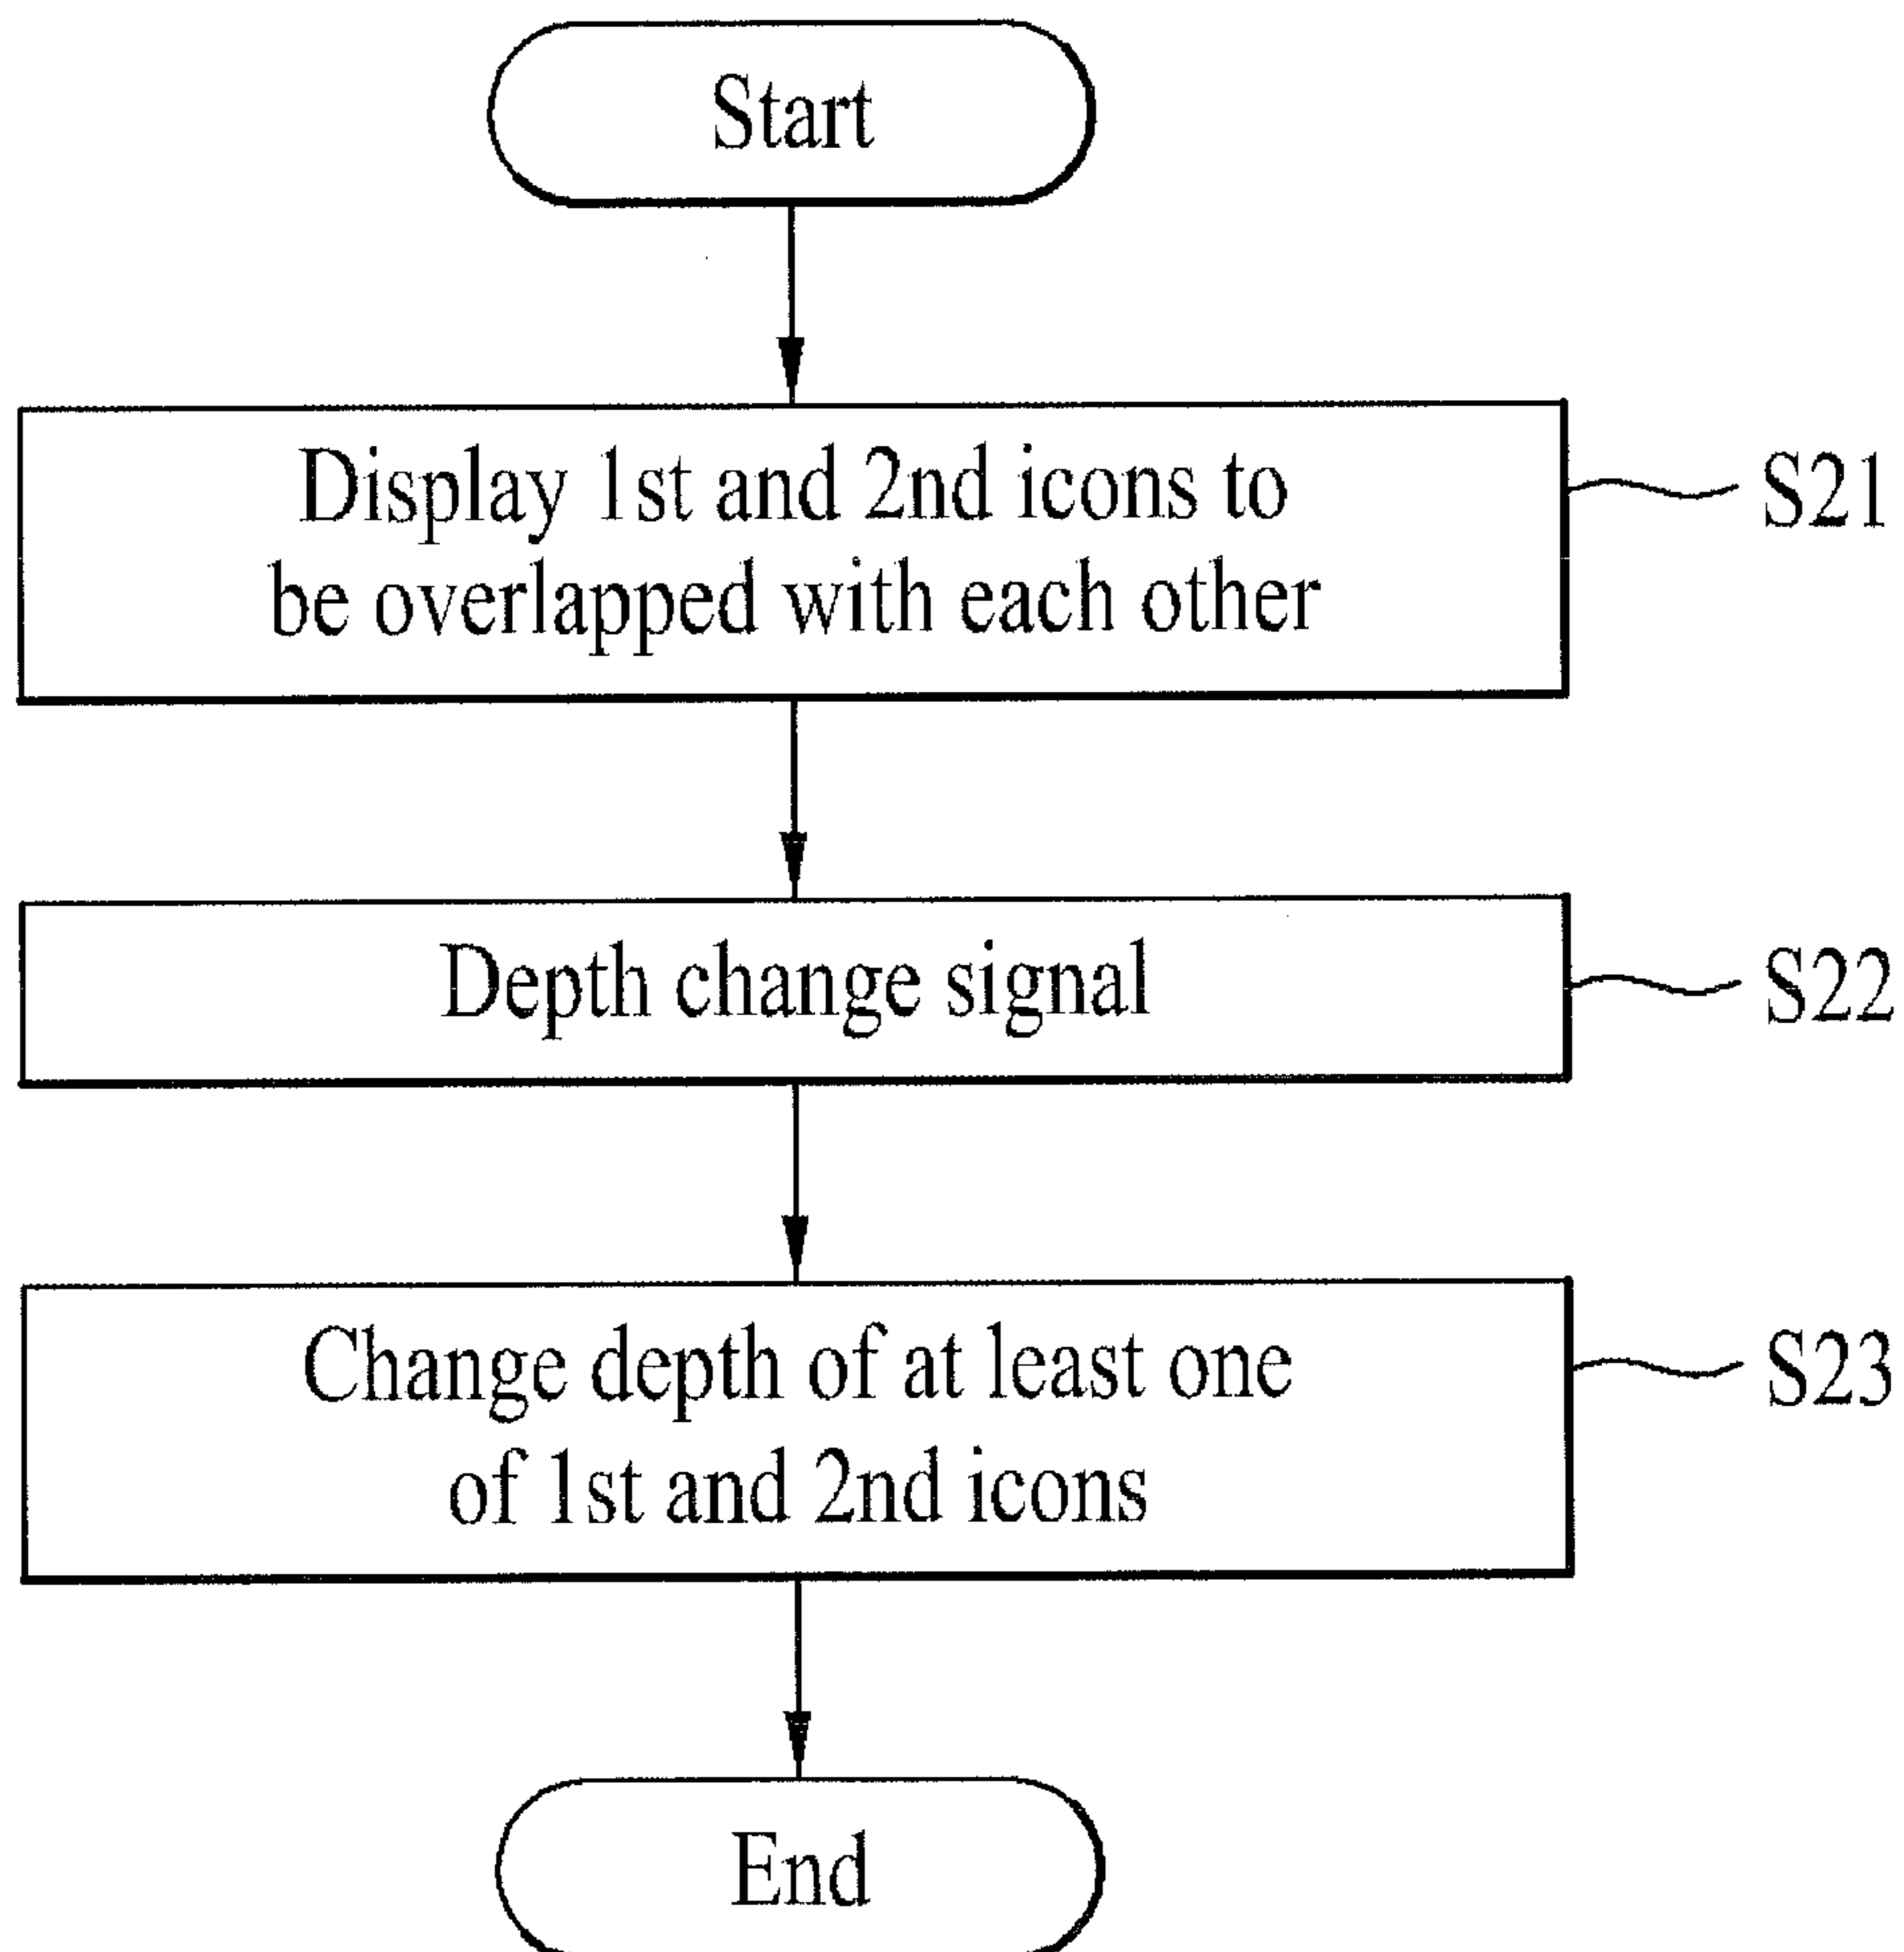 Start
Display 1st and 2nd icons to
be overlapped with each other
S21
Depth change signal
S22
Change depth of at least one
of 1st and 2nd icons
S23
End